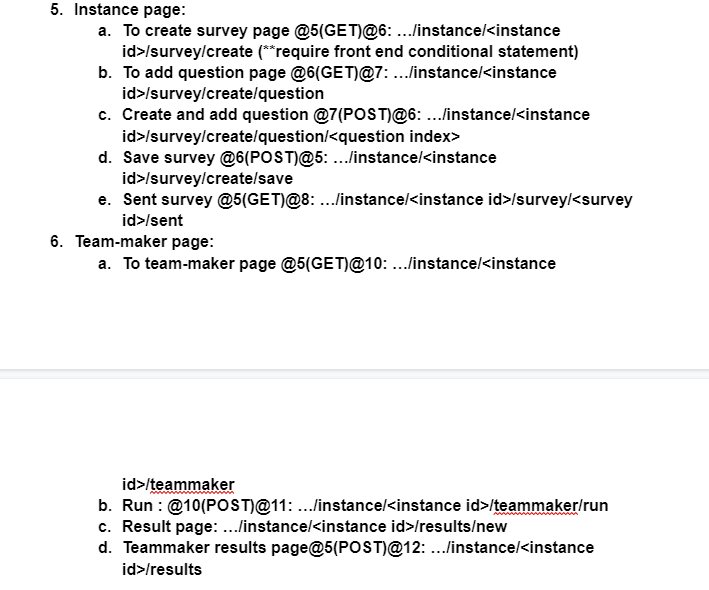 5. Instance page:
a. To create survey page @5(GET)@6: .../instance/<instance
id>/survey/create (**require front end conditional statement)
b. To add question page @6(GET)@7: .../instance/<instance
id>/survey/create/question
c. Create and add question @7(POST)@6: .../instance/<instance
id>/survey/create/question/<question index>
d. Save survey @6(POST)@5: .../instance/<instance
id>/survey/create/save
e. Sent survey @5(GET)@8: .../instance/<instance id>/survey/<survey
id>/sent
6. Team-maker page:
a. To team-maker page @5(GET)@10: .../instance/<instance
id>/teammaker
b. Run : @10(POST)@11: .../instance/<instance id>/teammaker/run
c. Result page: .../instance/<instance id>/results/new
d. Teammaker results page@5(POST)@12: .../instance/<instance
id>/results